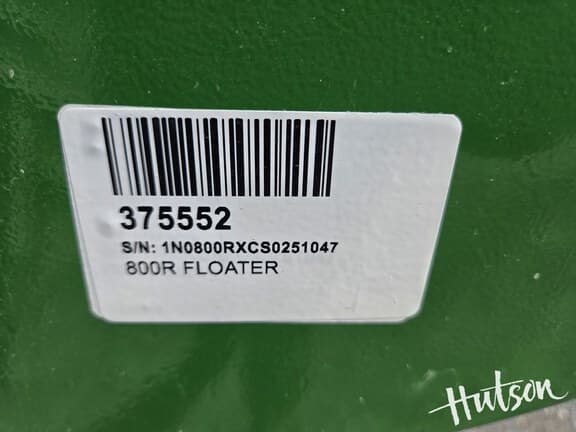 375552
S/N: 1N0800RXCS0251047
800R FLOATER
Hutson